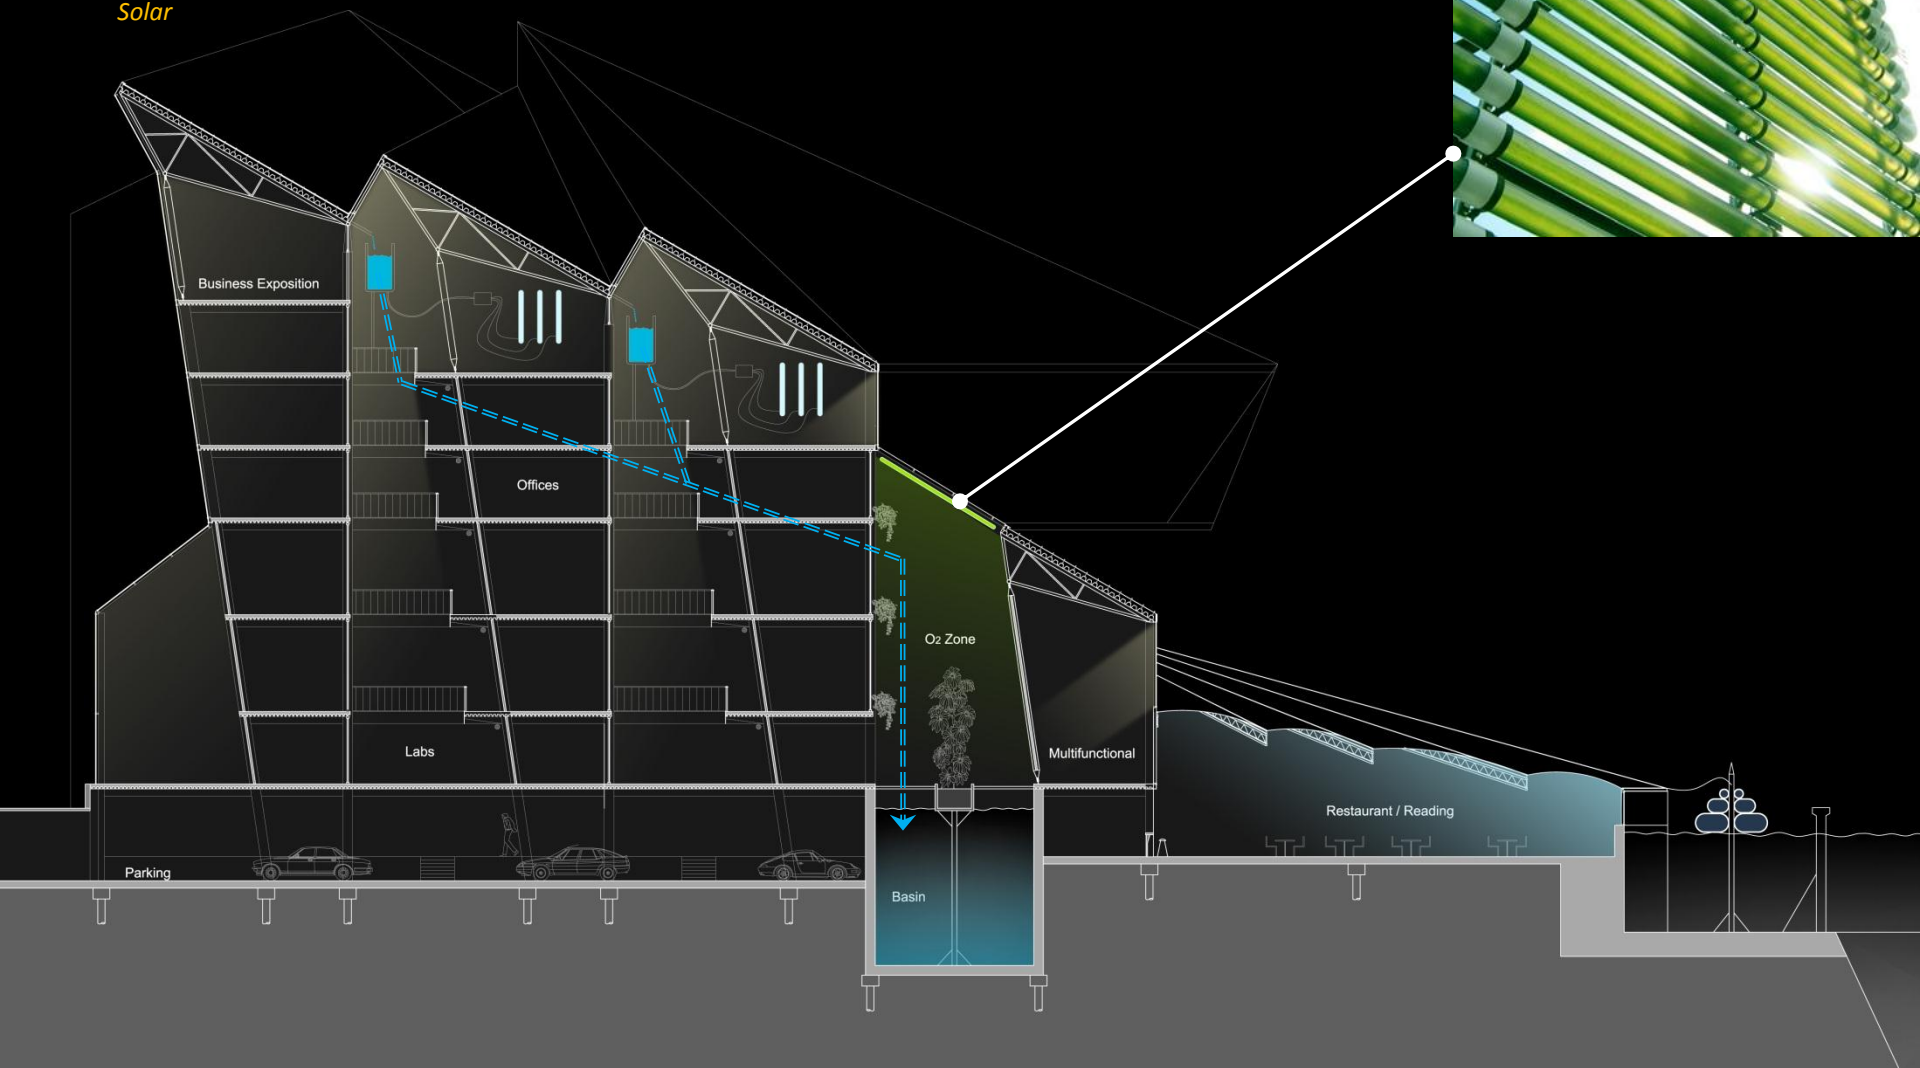 Solar
Business Exposition
Offices
O2 Zone
Labs
Multifunctional
Restaurant / Reading
Parking
Basin